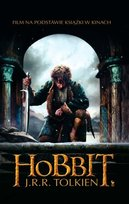 FILM NA PODSTAWIE KSIĄŻKI W KINACH
HOBBIT
J.R.R. TOLKIEN